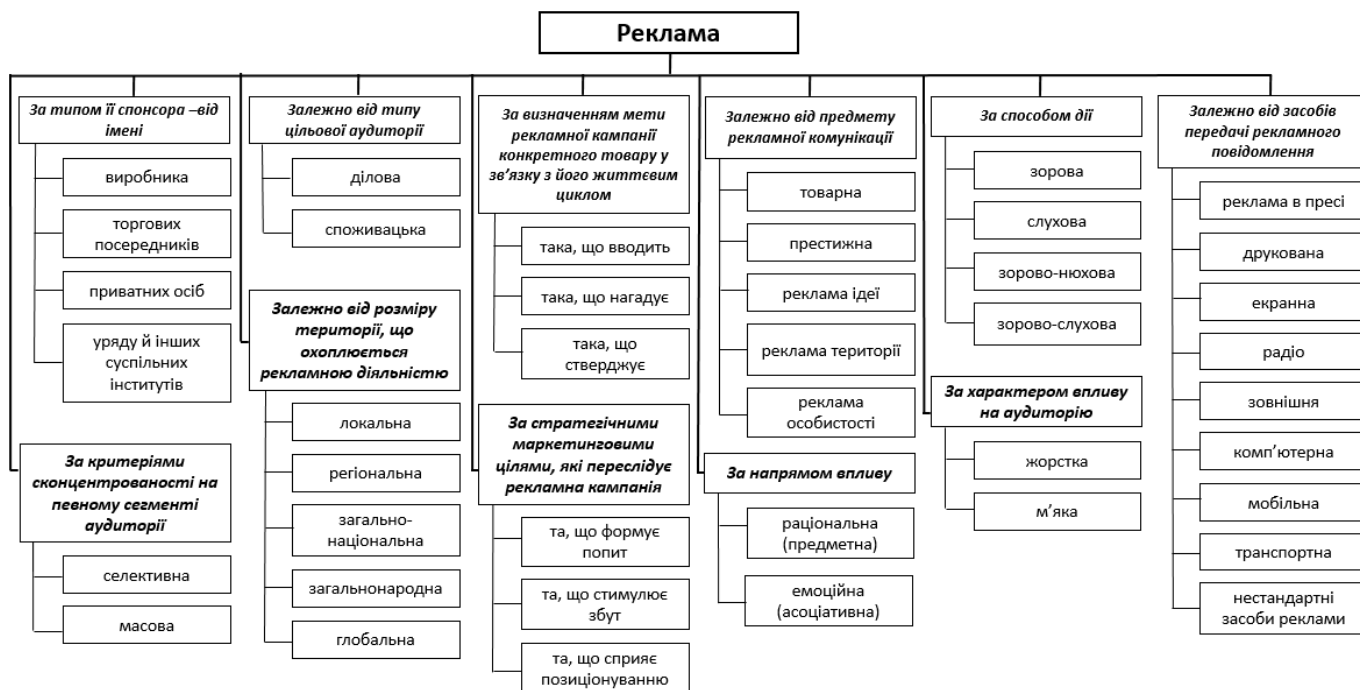 Реклама
За типом її спонсора –від
імені
виробника
торгових
посередників
приватних осіб
уряду й інших
суспільних
інститутів
За критеріями
сконцентрованості на
певному сегменті
аудиторії
селективна
масова
Залежно від типу
цільової аудиторії
ділова
споживацька
Залежно від розміру
території, що
охоплюється
рекламною діяльністю
локальна
регіональна
загально-
національна
загальнонародна
глобальна
За визначенням мети
рекламної кампанії
конкретного товару у
зв’язку з його життєвим
циклом
така, що вводить
така, що нагадує
така, що
стверджує
За стратегічними
маркетинговими
цілями, які переслідує
рекламна кампанія
та, що формує
попит
та, що стимулює
збут
та, що сприяє
позиціонуванню
Залежно від предмету
рекламної комунікації
товарна
престижна
реклама ідеї
реклама території
реклама
особистості
За напрямом впливу
раціональна
(предметна)
емоційна
(асоціативна)
За способом дії
зорова
слухова
зорово-нюхова
зорово-слухова
За характером впливу
на аудиторію
жорстка
м’яка
Залежно від засобів
передачі рекламного
повідомлення
реклама в пресі
друкована
екранна
радіо
зовнішня
комп’ютерна
мобільна
транспортна
нестандартні
засоби реклами